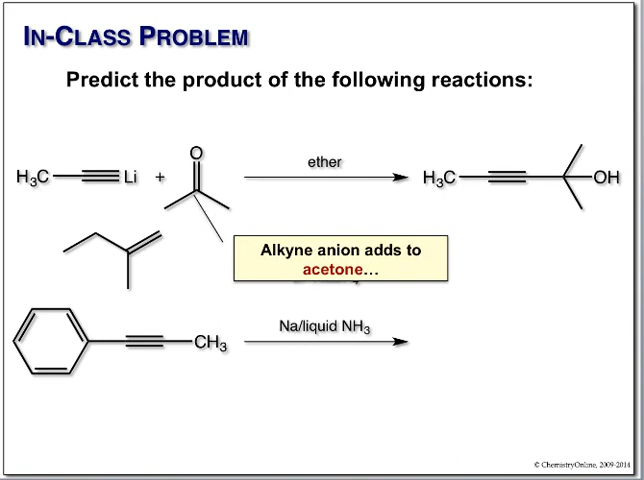 IN-CLASS PROBLEM
Predict the product of the following reactions:
O
ether
H3C
Li
+
H3C
OH
Alkyne anion adds to
acetone…
Na/liquid NH3
CH3
© ChemistryOnline, 2009-2014